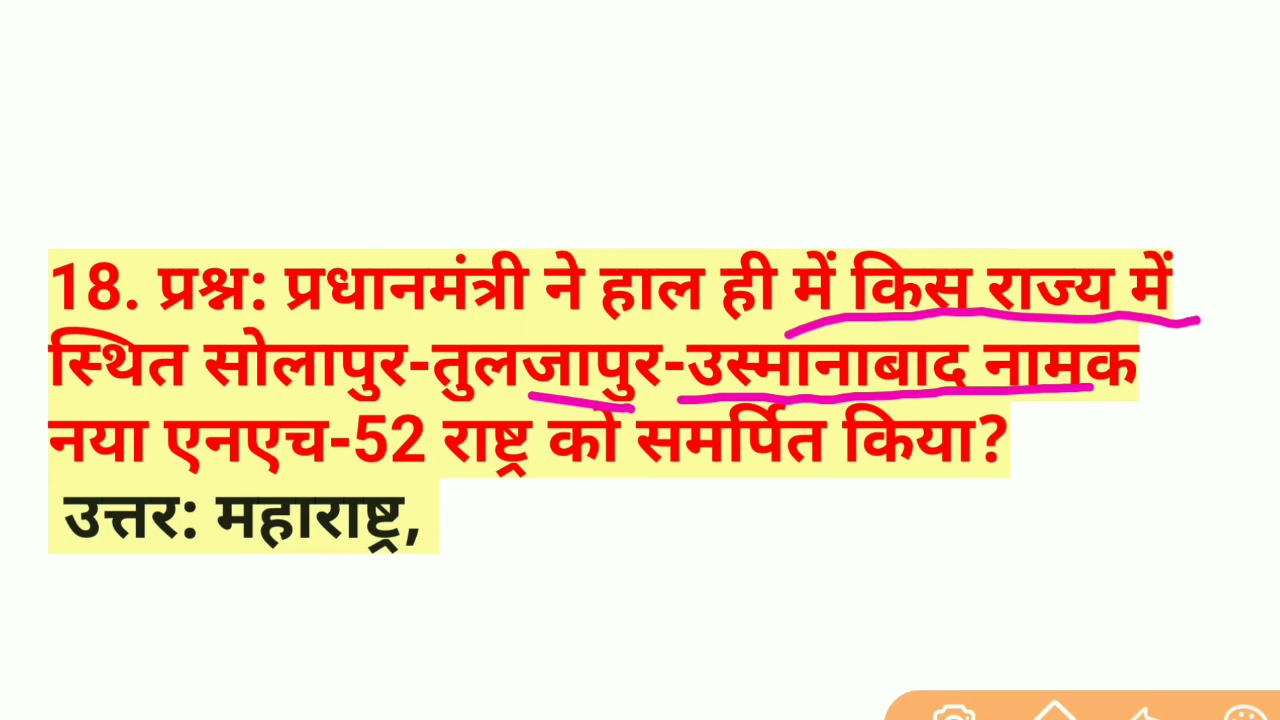 18. प्रश्न: प्रधानमंत्री ने हाल ही में किस राज्य में
स्थित सोलापुर-तुलजापुर-उस्मानाबाद नामक
नया एनएच-52 राष्ट्र को समर्पित किया?
उत्तर: महाराष्ट्र,